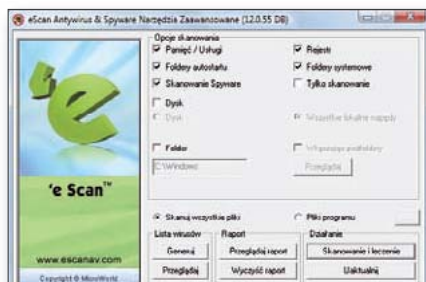 eScan Antywirus & Spyware Narzędzia Zaawansowane (12.0.55 DB)
Opcje skanowania
Pamięć / Usługi
Rejestr
Foldery autostartu
Foldery systemowe
Skanowanie Spyware
Tylko skanowanie
Dysk
Dysk
Wszystkie lokalne napędy
Folder
Włączając podfoldery
C:\Windows
Przeglądaj
Skanuj wszystkie pliki
Pliki programu
'e Scan™
Lista wirusów
Raport
Działanie
Generuj
Przeglądaj raport
Skanowanie i leczenie
Przeglądaj
Wyczyść raport
Uaktualnij
www.escanav.com
Copyright © MicroWorld